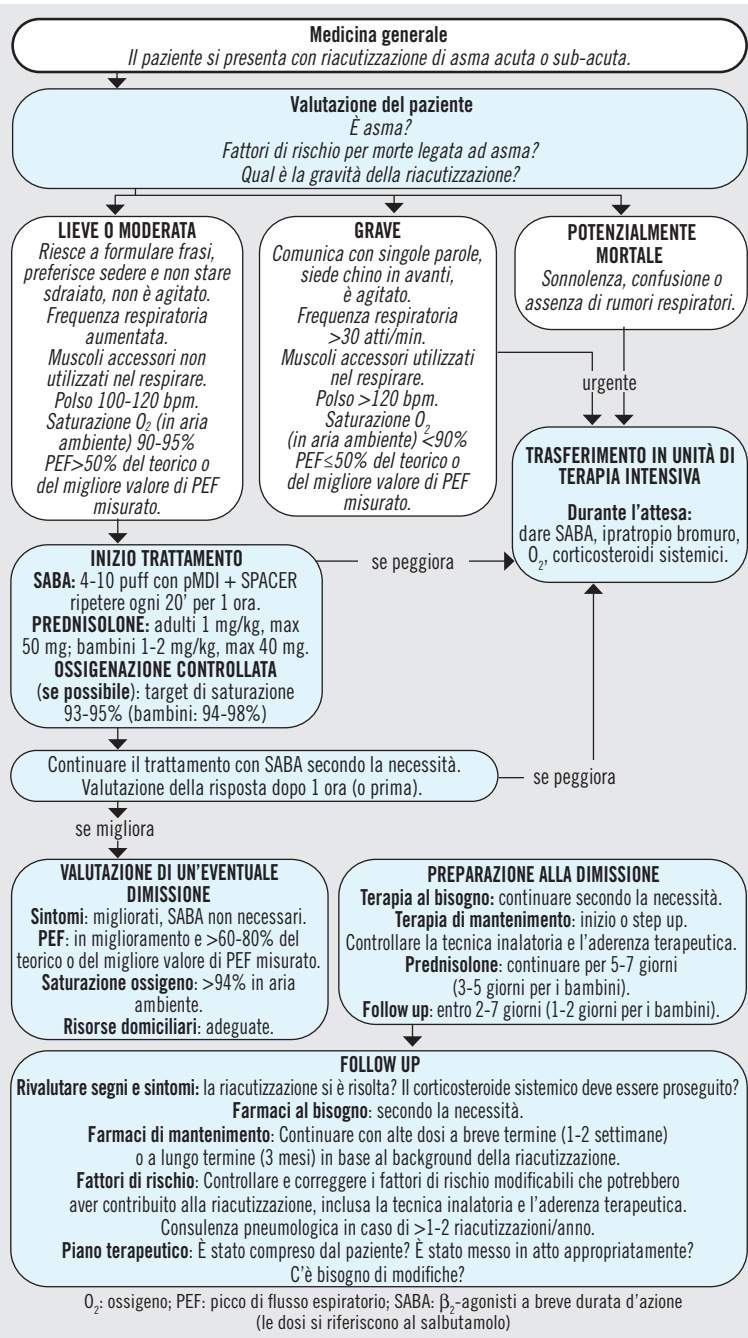 Medicina generale
Il paziente si presenta con riacutizzazione di asma acuta o sub-acuta.
Valutazione del paziente
È asma?
Fattori di rischio per morte legata ad asma?
Qual è la gravità della riacutizzazione?
LIEVE O MODERATA
Riesce a formulare frasi,
preferisce sedere e non stare
sdraiato, non è agitato.
Frequenza respiratoria
aumentata.
Muscoli accessori non
utilizzati nel respirare.
Polso 100-120 bpm.
Saturazione O₂ (in aria
ambiente) 90-95%
PEF>50% del teorico o
del migliore valore di PEF
misurato.
GRAVE
Comunica con singole parole,
siede chino in avanti,
è agitato.
Frequenza respiratoria
>30 atti/min.
Muscoli accessori utilizzati
nel respirare.
Polso >120 bpm.
Saturazione O₂
(in aria ambiente) <90%
PEF≤50% del teorico o
del migliore valore di PEF
misurato.
POTENZIALMENTE
MORTALE
Sonnolenza, confusione o
assenza di rumori respiratori.
urgente
TRASFERIMENTO IN UNITÀ DI
TERAPIA INTENSIVA
Durante l'attesa:
dare SABA, ipratropio bromuro,
O₂, corticosteroidi sistemici.
INIZIO TRATTAMENTO
SABA: 4-10 puff con pMDI + SPACER
ripetere ogni 20' per 1 ora.
PREDNISOLONE: adulti 1 mg/kg, max
50 mg; bambini 1-2 mg/kg, max 40 mg.
OSSIGENAZIONE CONTROLLATA
(se possibile): target di saturazione
93-95% (bambini: 94-98%)
se peggiora
Continuare il trattamento con SABA secondo la necessità.
Valutazione della risposta dopo 1 ora (o prima).
se peggiora
se migliora
VALUTAZIONE DI UN'EVENTUALE
DIMISSIONE
Sintomi: migliorati, SABA non necessari.
PEF: in miglioramento e >60-80% del
teorico o del migliore valore di PEF misurato.
Saturazione ossigeno: >94% in aria
ambiente.
Risorse domiciliari: adeguate.
PREPARAZIONE ALLA DIMISSIONE
Terapia al bisogno: continuare secondo la necessità.
Terapia di mantenimento: inizio o step up.
Controllare la tecnica inalatoria e l'aderenza terapeutica.
Prednisolone: continuare per 5-7 giorni
(3-5 giorni per i bambini).
Follow up: entro 2-7 giorni (1-2 giorni per i bambini).
FOLLOW UP
Rivalutare segni e sintomi: la riacutizzazione si è risolta? Il corticosteroide sistemico deve essere proseguito?
Farmaci al bisogno: secondo la necessità.
Farmaci di mantenimento: Continuare con alte dosi a breve termine (1-2 settimane)
o a lungo termine (3 mesi) in base al background della riacutizzazione.
Fattori di rischio: Controllare e correggere i fattori di rischio modificabili che potrebbero
aver contribuito alla riacutizzazione, inclusa la tecnica inalatoria e l'aderenza terapeutica.
Consulenza pneumologica in caso di >1-2 riacutizzazioni/anno.
Piano terapeutico: È stato compreso dal paziente? È stato messo in atto appropriatamente?
C'è bisogno di modifiche?
O₂: ossigeno; PEF: picco di flusso espiratorio; SABA: β₂-agonisti a breve durata d'azione
(le dosi si riferiscono al salbutamolo)